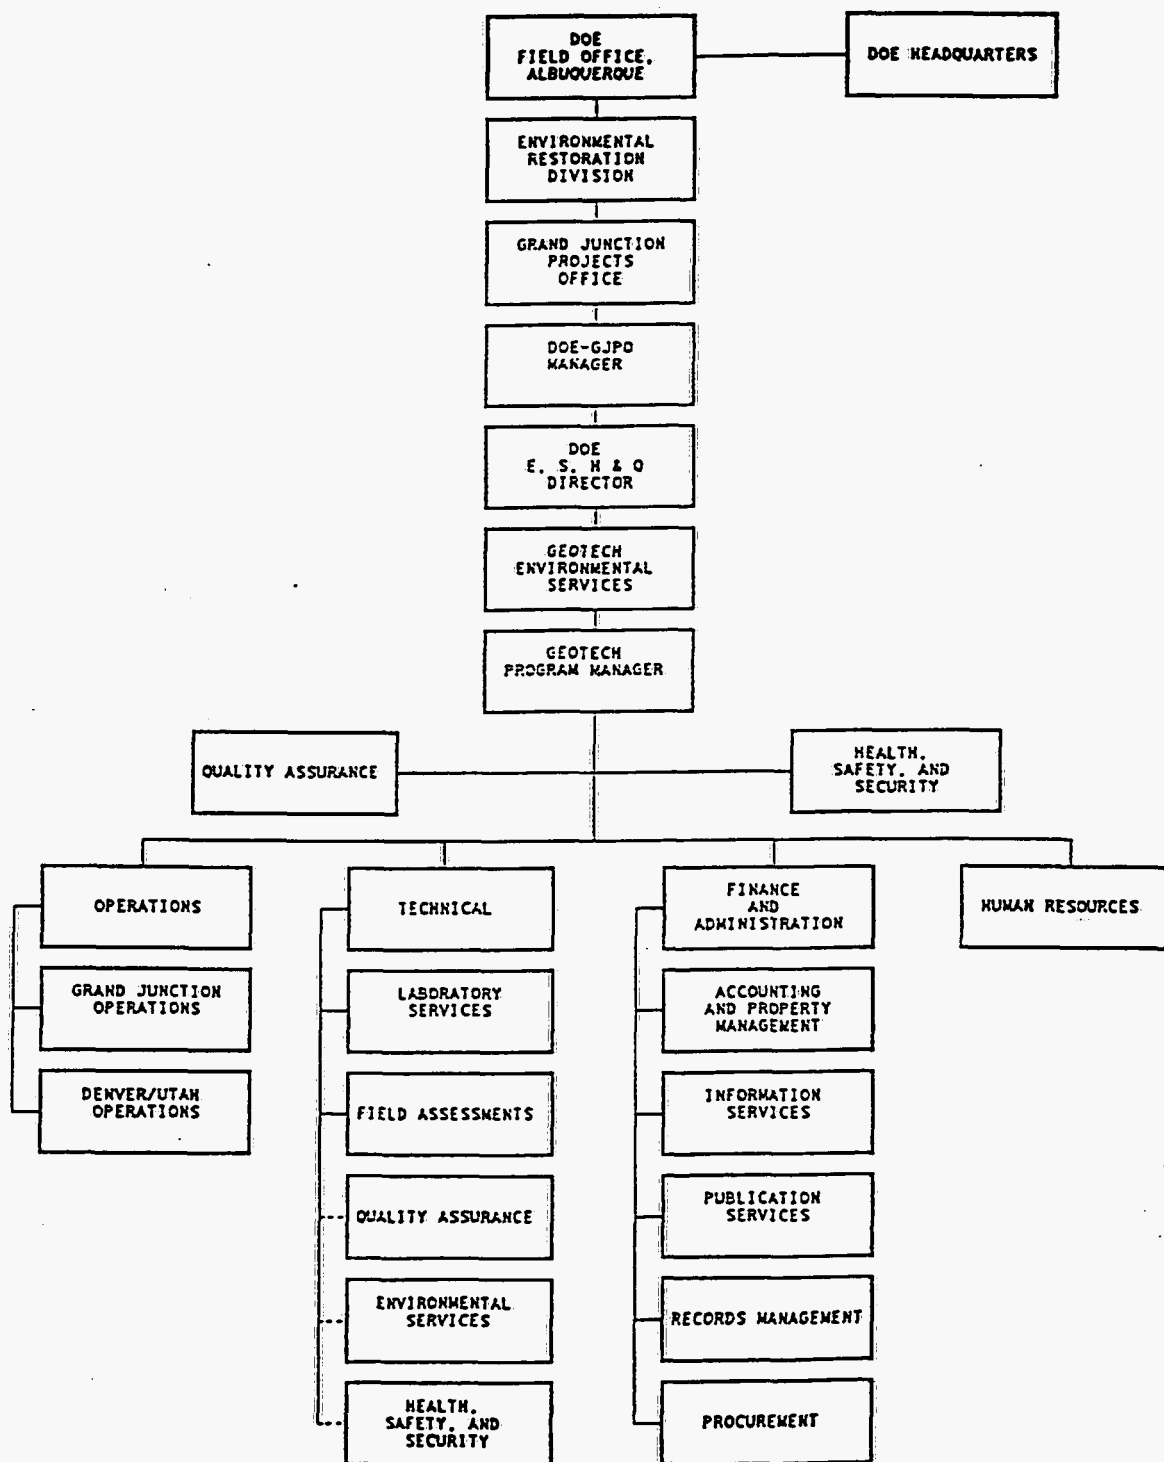 DOE
FIELD OFFICE,
ALBUQUERQUE
DOE HEADQUARTERS
ENVIRONMENTAL
RESTORATION
DIVISION
GRAND JUNCTION
PROJECTS
OFFICE
DOE-GJPO
MANAGER
DOE
E, S, H & Q
DIRECTOR
GEOTECH
ENVIRONMENTAL
SERVICES
GEOTECH
PROGRAM MANAGER
QUALITY ASSURANCE
HEALTH,
SAFETY, AND
SECURITY
OPERATIONS
GRAND JUNCTION
OPERATIONS
DENVER/UTAH
OPERATIONS
TECHNICAL
LABORATORY
SERVICES
FIELD ASSESSMENTS
QUALITY ASSURANCE
ENVIRONMENTAL
SERVICES
HEALTH,
SAFETY, AND
SECURITY
FINANCE
AND
ADMINISTRATION
ACCOUNTING
AND PROPERTY
MANAGEMENT
INFORMATION
SERVICES
PUBLICATION
SERVICES
RECORDS MANAGEMENT
PROCUREMENT
HUMAN RESOURCES